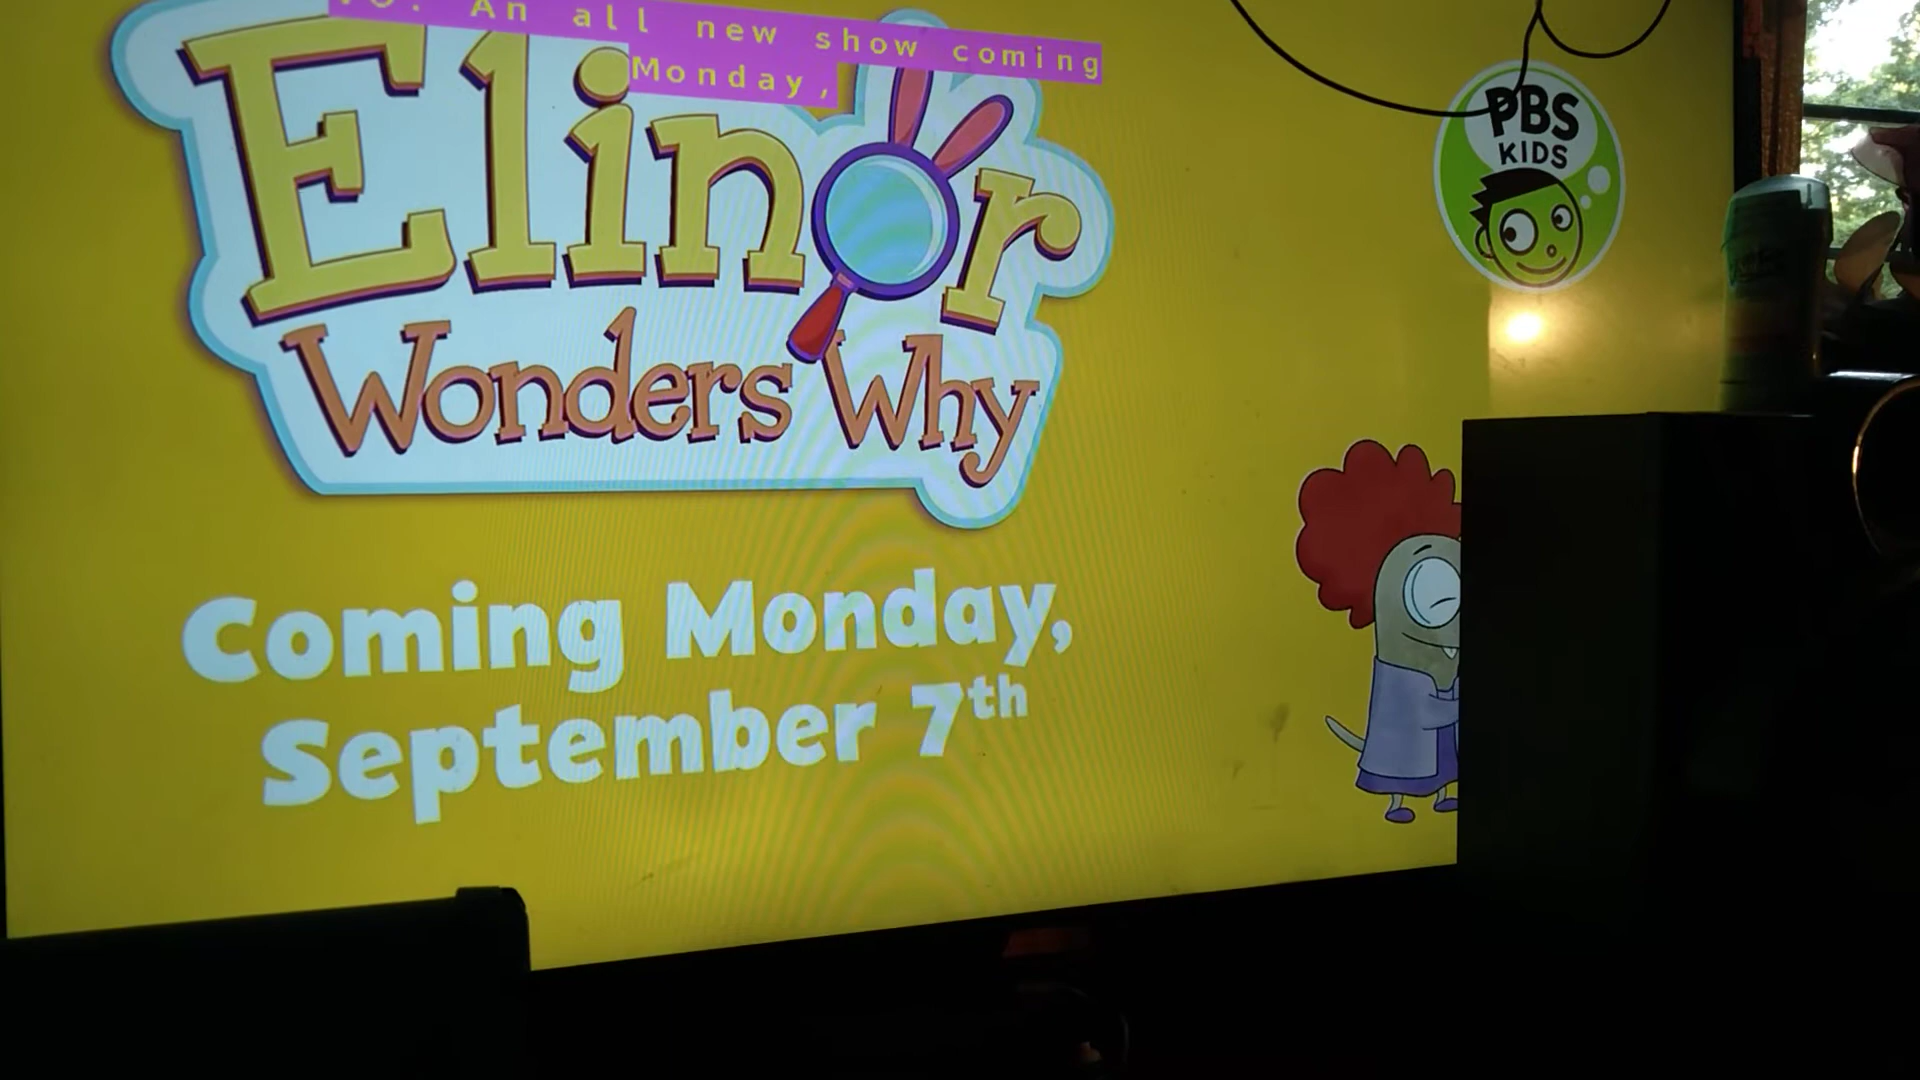 An all new show coming
Monday,
Elinor
Wonders Why
PBS
KIDS
Coming Monday,
September 7th